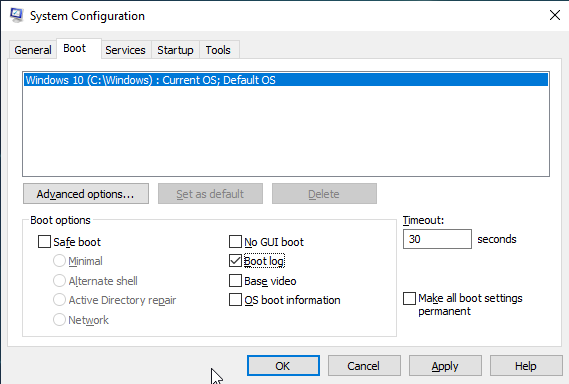 System Configuration
General Boot Services Startup Tools
Windows 10 (C:\Windows) : Current OS; Default OS
Advanced options... Set as default Delete
Boot options
Safe boot
Minimal
Alternate shell
Active Directory repair
Network
No GUI boot
Boot log
Base video
OS boot information
Timeout:
30 seconds
Make all boot settings
permanent
OK Cancel Apply Help